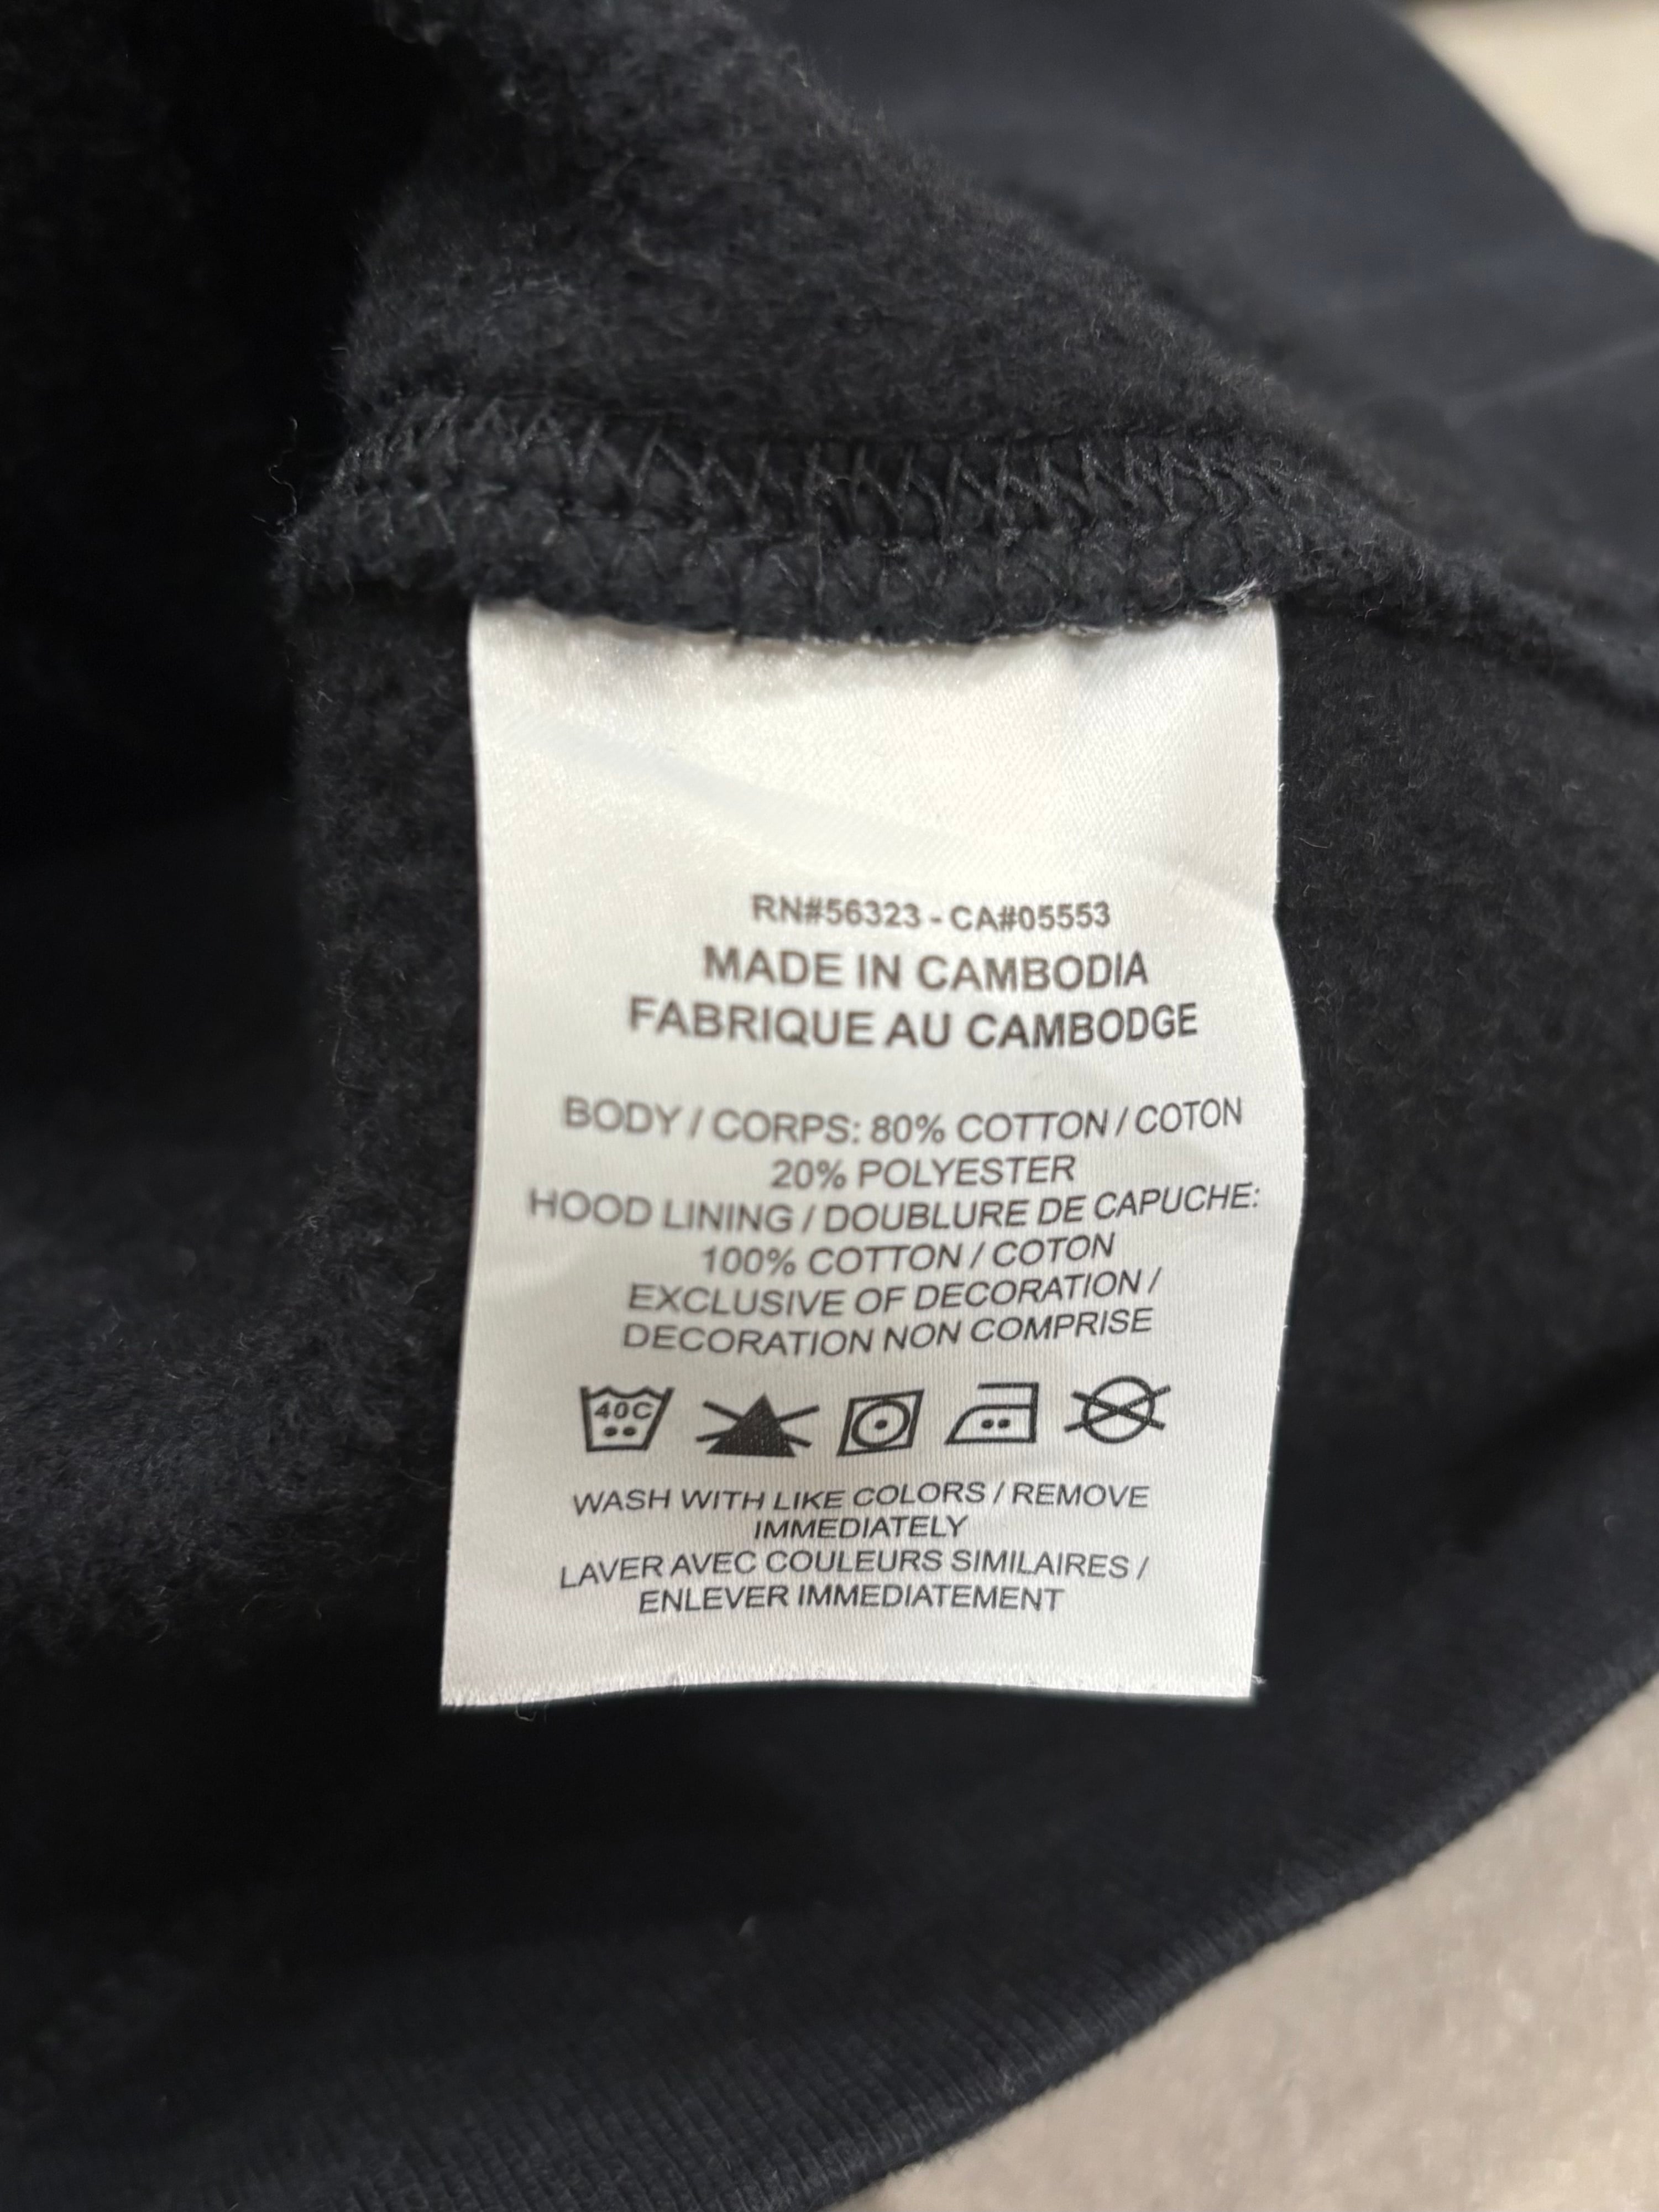 RN#56323 - CA#05553
MADE IN CAMBODIA
FABRIQUE AU CAMBODGE
BODY / CORPS: 80% COTTON / COTON
20% POLYESTER
HOOD LINING / DOUBLURE DE CAPUCHE:
100% COTTON / COTON
EXCLUSIVE OF DECORATION /
DECORATION NON COMPRISE
40C
WASH WITH LIKE COLORS / REMOVE
IMMEDIATELY
LAVER AVEC COULEURS SIMILAIRES /
ENLEVER IMMEDIATEMENT